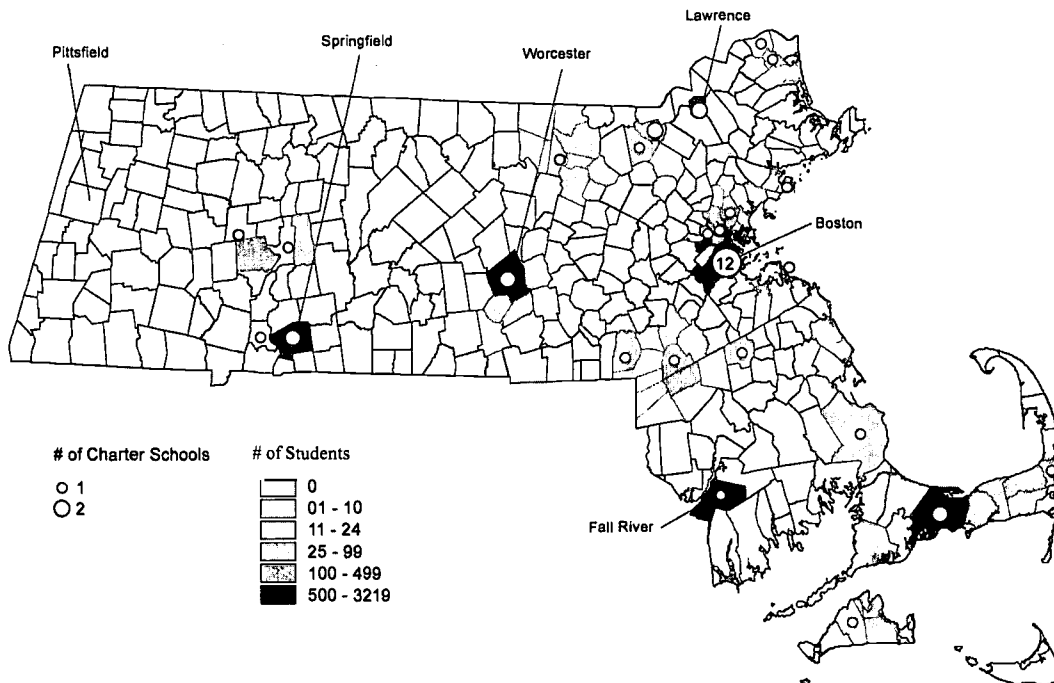 Lawrence
Springfield
Pittsfield
Worcester
Boston
12
# of Charter Schools
1
2
# of Students
0
01 - 10
11 - 24
25 - 99
100 - 499
500 - 3219
Fall River